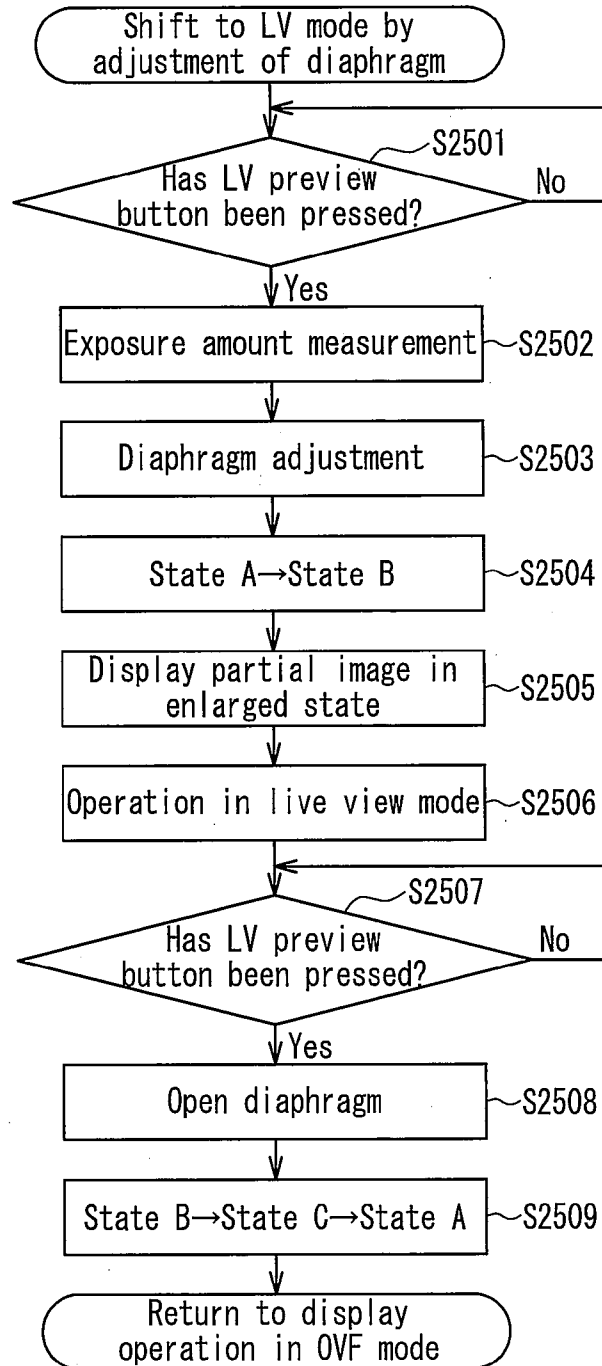 Shift to LV mode by
adjustment of diaphragm
S2501
Has LV preview
button been pressed?
No
Yes
Exposure amount measurement
S2502
Diaphragm adjustment
S2503
State A→State B
S2504
Display partial image in
enlarged state
S2505
Operation in live view mode
S2506
S2507
Has LV preview
button been pressed?
No
Yes
Open diaphragm
S2508
State B→State C→State A
S2509
Return to display
operation in OVF mode